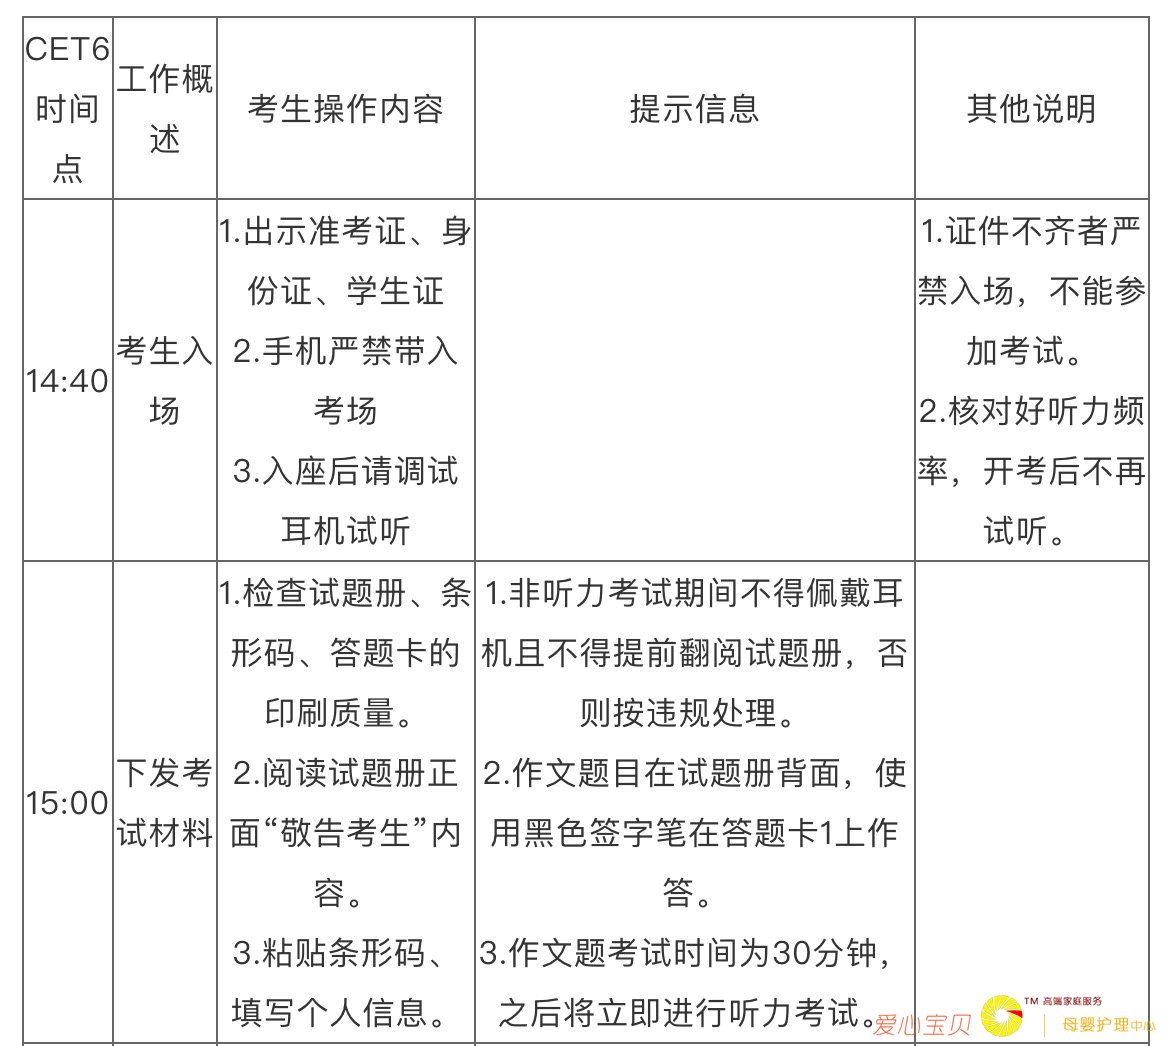 CET6
时间
点
工作概
述
考生操作内容
提示信息
其他说明
14:40
考生入
场
1.出示准考证、身
份证、学生证
2.手机严禁带入
考场
3.入座后请调试
耳机试听
1.证件不齐者严
禁入场，不能参
加考试。
2.核对好听力频
率，开考后不再
试听。
15:00
下发考
试材料
1.检查试题册、条
形码、答题卡的
印刷质量。
2.阅读试题册正
面“敬告考生”内
容。
3.粘贴条形码、
填写个人信息。
1.非听力考试期间不得佩戴耳
机且不得提前翻阅试题册，否
则按违规处理。
2.作文题目在试题册背面，使
用黑色签字笔在答题卡1上作
答。
3.作文题考试时间为30分钟，
之后将立即进行听力考试。
爱心宝贝
TM 高端家庭服务
母婴护理中心